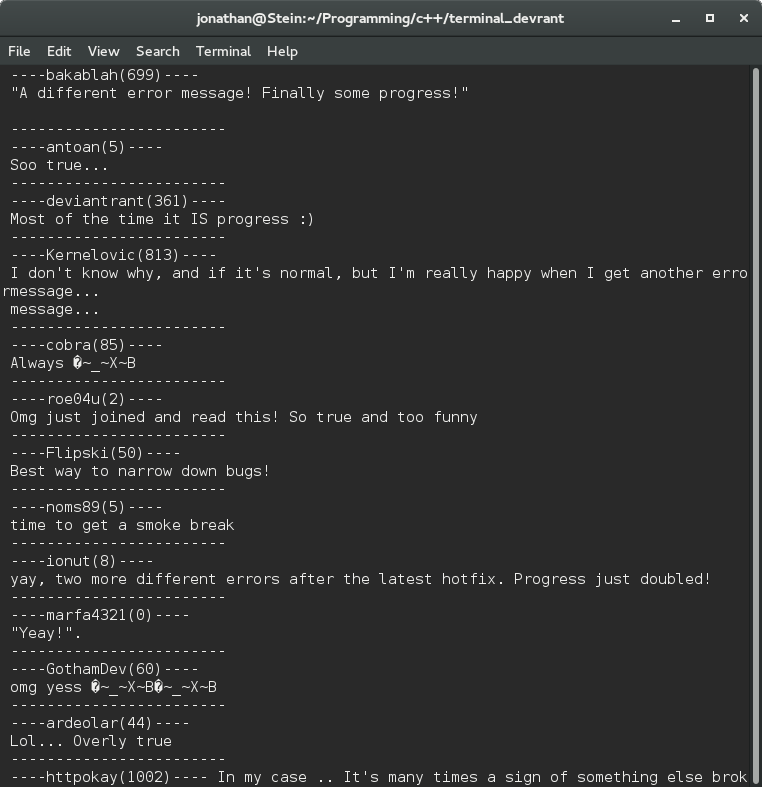 jonathan@Stein:~/Programming/c++/terminal_devrant
File Edit View Search Terminal Help
----bakablah(699)----
"A different error message! Finally some progress!"
------------------------
----antoan(5)----
Soo true...
------------------------
----deviantrant(361)----
Most of the time it IS progress :)
------------------------
----Kernelovic(813)----
I don't know why, and if it's normal, but I'm really happy when I get another erro
rmessage...
message...
------------------------
----cobra(85)----
Always �~_~X~B
------------------------
----roe04u(2)----
Omg just joined and read this! So true and too funny
------------------------
----Flipski(50)----
Best way to narrow down bugs!
------------------------
----noms89(5)----
time to get a smoke break
------------------------
----ionut(8)----
yay, two more different errors after the latest hotfix. Progress just doubled!
------------------------
----marfa4321(0)----
"Yeay!".
------------------------
----GothamDev(60)----
omg yess �~_~X~B�~_~X~B
------------------------
----ardeolar(44)----
Lol... Overly true
------------------------
----httpokay(1002)---- In my case .. It's many times a sign of something else brok